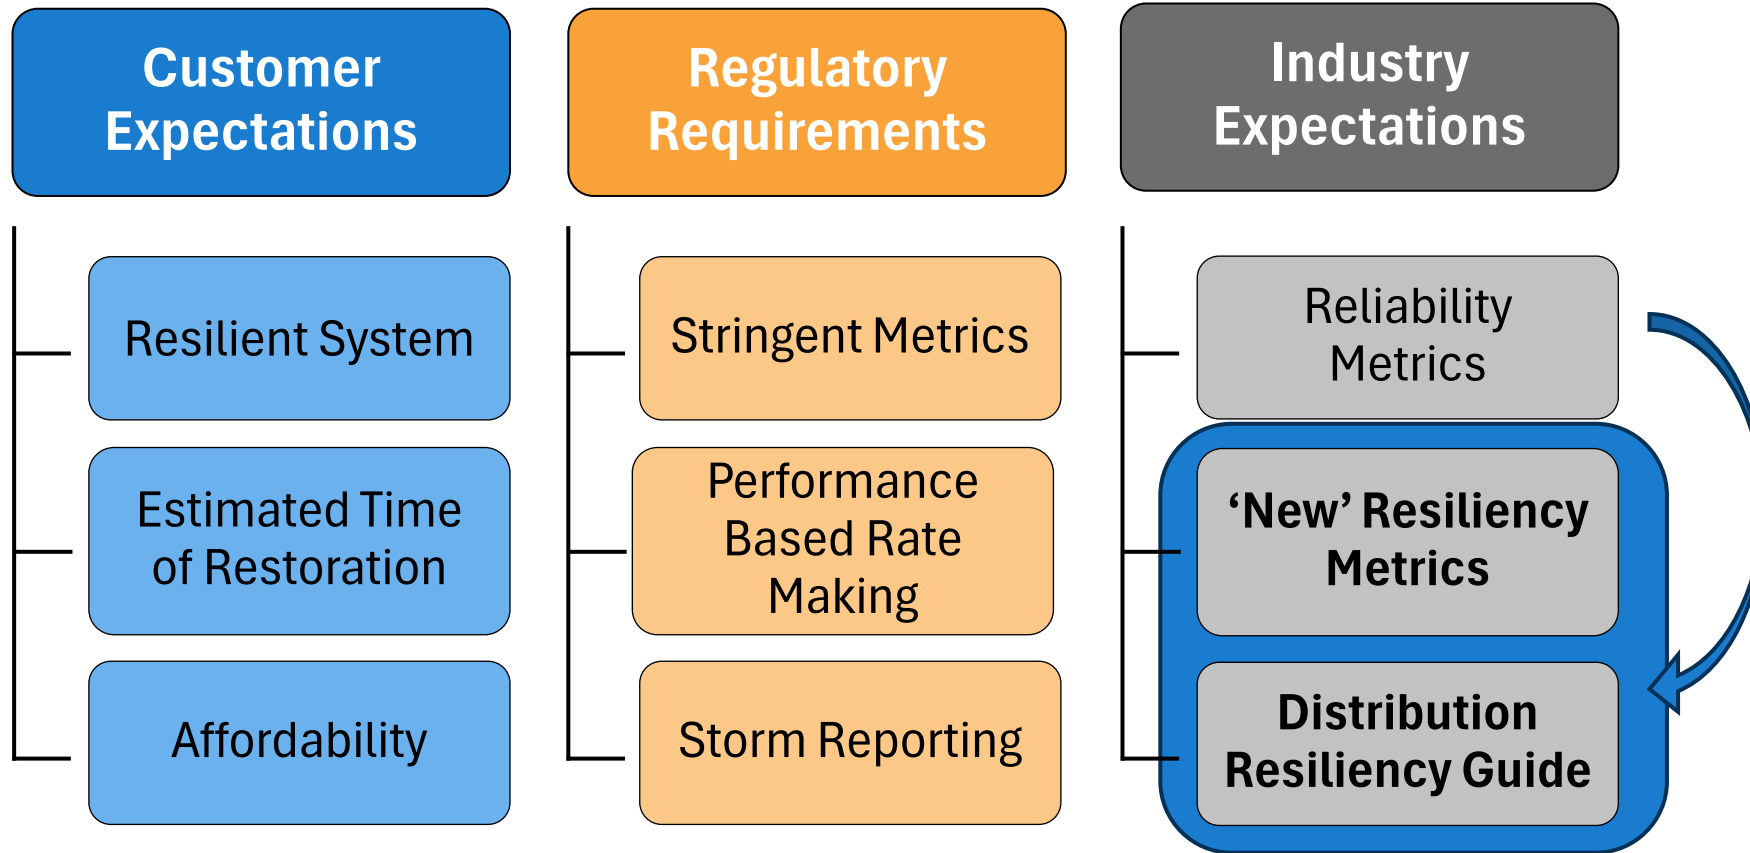 Customer
Expectations
Resilient System
Estimated Time
of Restoration
Affordability
Regulatory
Requirements
Stringent Metrics
Performance
Based Rate
Making
Storm Reporting
Industry
Expectations
Reliability
Metrics
‘New’ Resiliency
Metrics
Distribution
Resiliency Guide